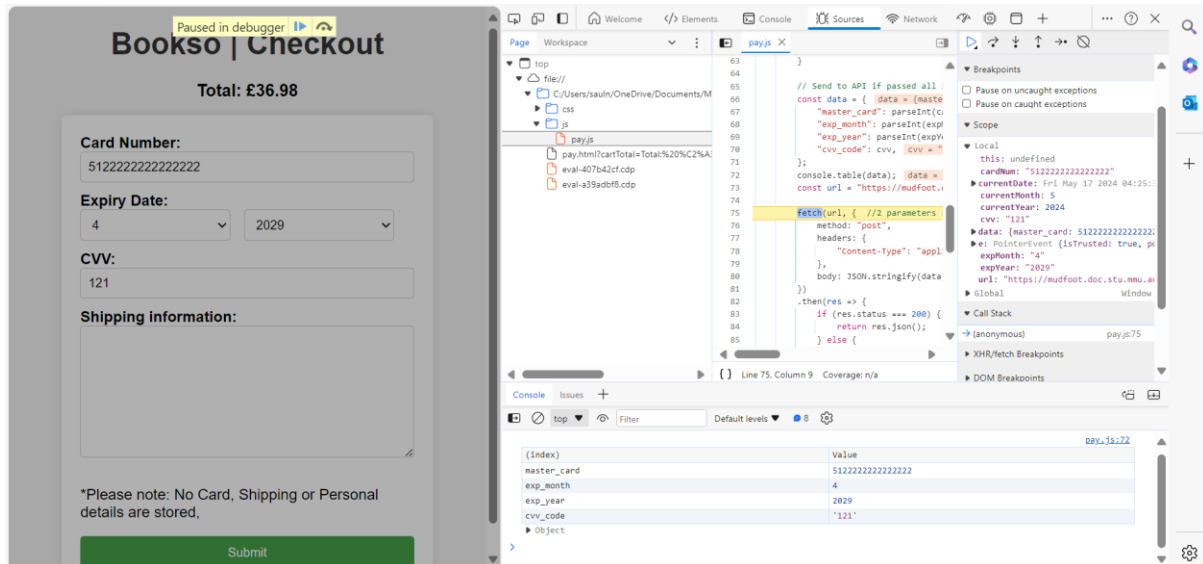 Paused in debugger
Bookso | Checkout
Total: £36.98
Card Number:
5122222222222222
Expiry Date:
4
2029
CVV:
121
Shipping information:
*Please note: No Card, Shipping or Personal
details are stored,
Submit
Welcome
Elements
Console
Sources
Network
Page
Workspace
top
file://
C:/Users/sauln/OneDrive/Documents/M
css
js
pay.js
pay.html?cartTotal=Total:%20%C2%A
eval-407b42cf.cdp
eval-a39adbf8.cdp
pay.js
63 }
64
65 // Send to API if passed all
66 const data = { data = {maste
67 "master_card": parseInt(c
68 "exp_month": parseInt(exp
69 "exp_year": parseInt(expY
70 "cvv_code": cvv, cvv = "
71 };
72 console.table(data); data =
73 const url = "https://mudfoot.
74
75 fetch(url, { //2 parameters
76 method: "post",
77 headers: {
78 "Content-Type": "appl
79 },
80 body: JSON.stringify(data
81 })
82 .then(res => {
83 if (res.status === 200) {
84 return res.json();
85 } else {
{ } Line 75, Column 9 Coverage: n/a
Breakpoints
Pause on uncaught exceptions
Pause on caught exceptions
Scope
Local
this: undefined
cardNum: "5122222222222222"
currentDate: Fri May 17 2024 04:25:
currentMonth: 5
currentYear: 2024
cvv: "121"
data: {master_card: 5122222222222222
e: PointerEvent {isTrusted: true, p
expMonth: "4"
expYear: "2029"
url: "https://mudfoot.doc.stu.mmu.a
Global Window
Call Stack
(anonymous) pay.js:75
XHR/fetch Breakpoints
DOM Breakpoints
Console
Issues
top
Filter
Default levels
8
pay.js:72
(index) Value
master_card 5122222222222222
exp_month 4
exp_year 2029
cvv_code '121'
Object